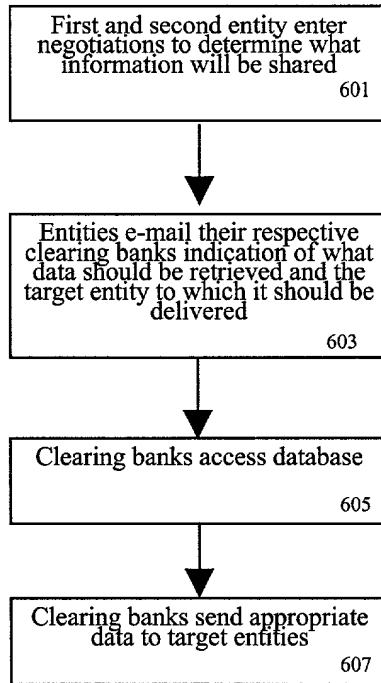 First and second entity enter
negotiations to determine what
information will be shared
601
Entities e-mail their respective
clearing banks indication of what
data should be retrieved and the
target entity to which it should be
delivered
603
Clearing banks access database
605
Clearing banks send appropriate
data to target entities
607